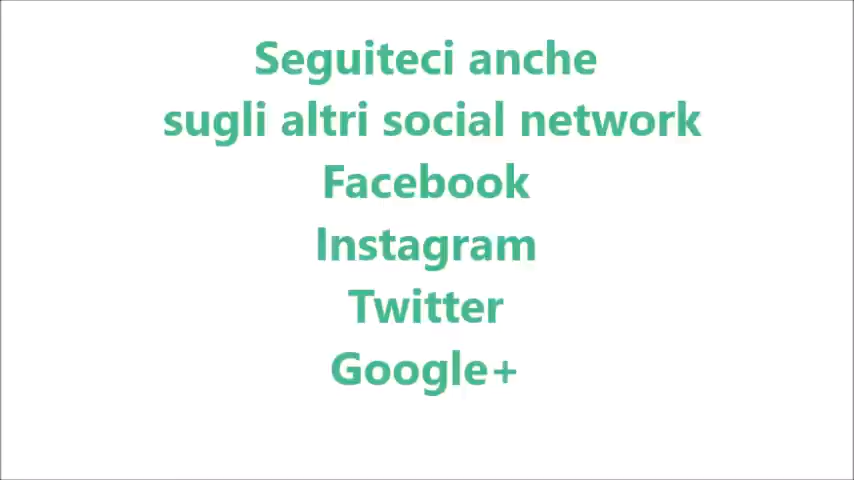 Seguiteci anche
sugli altri social network
Facebook
Instagram
Twitter
Google+